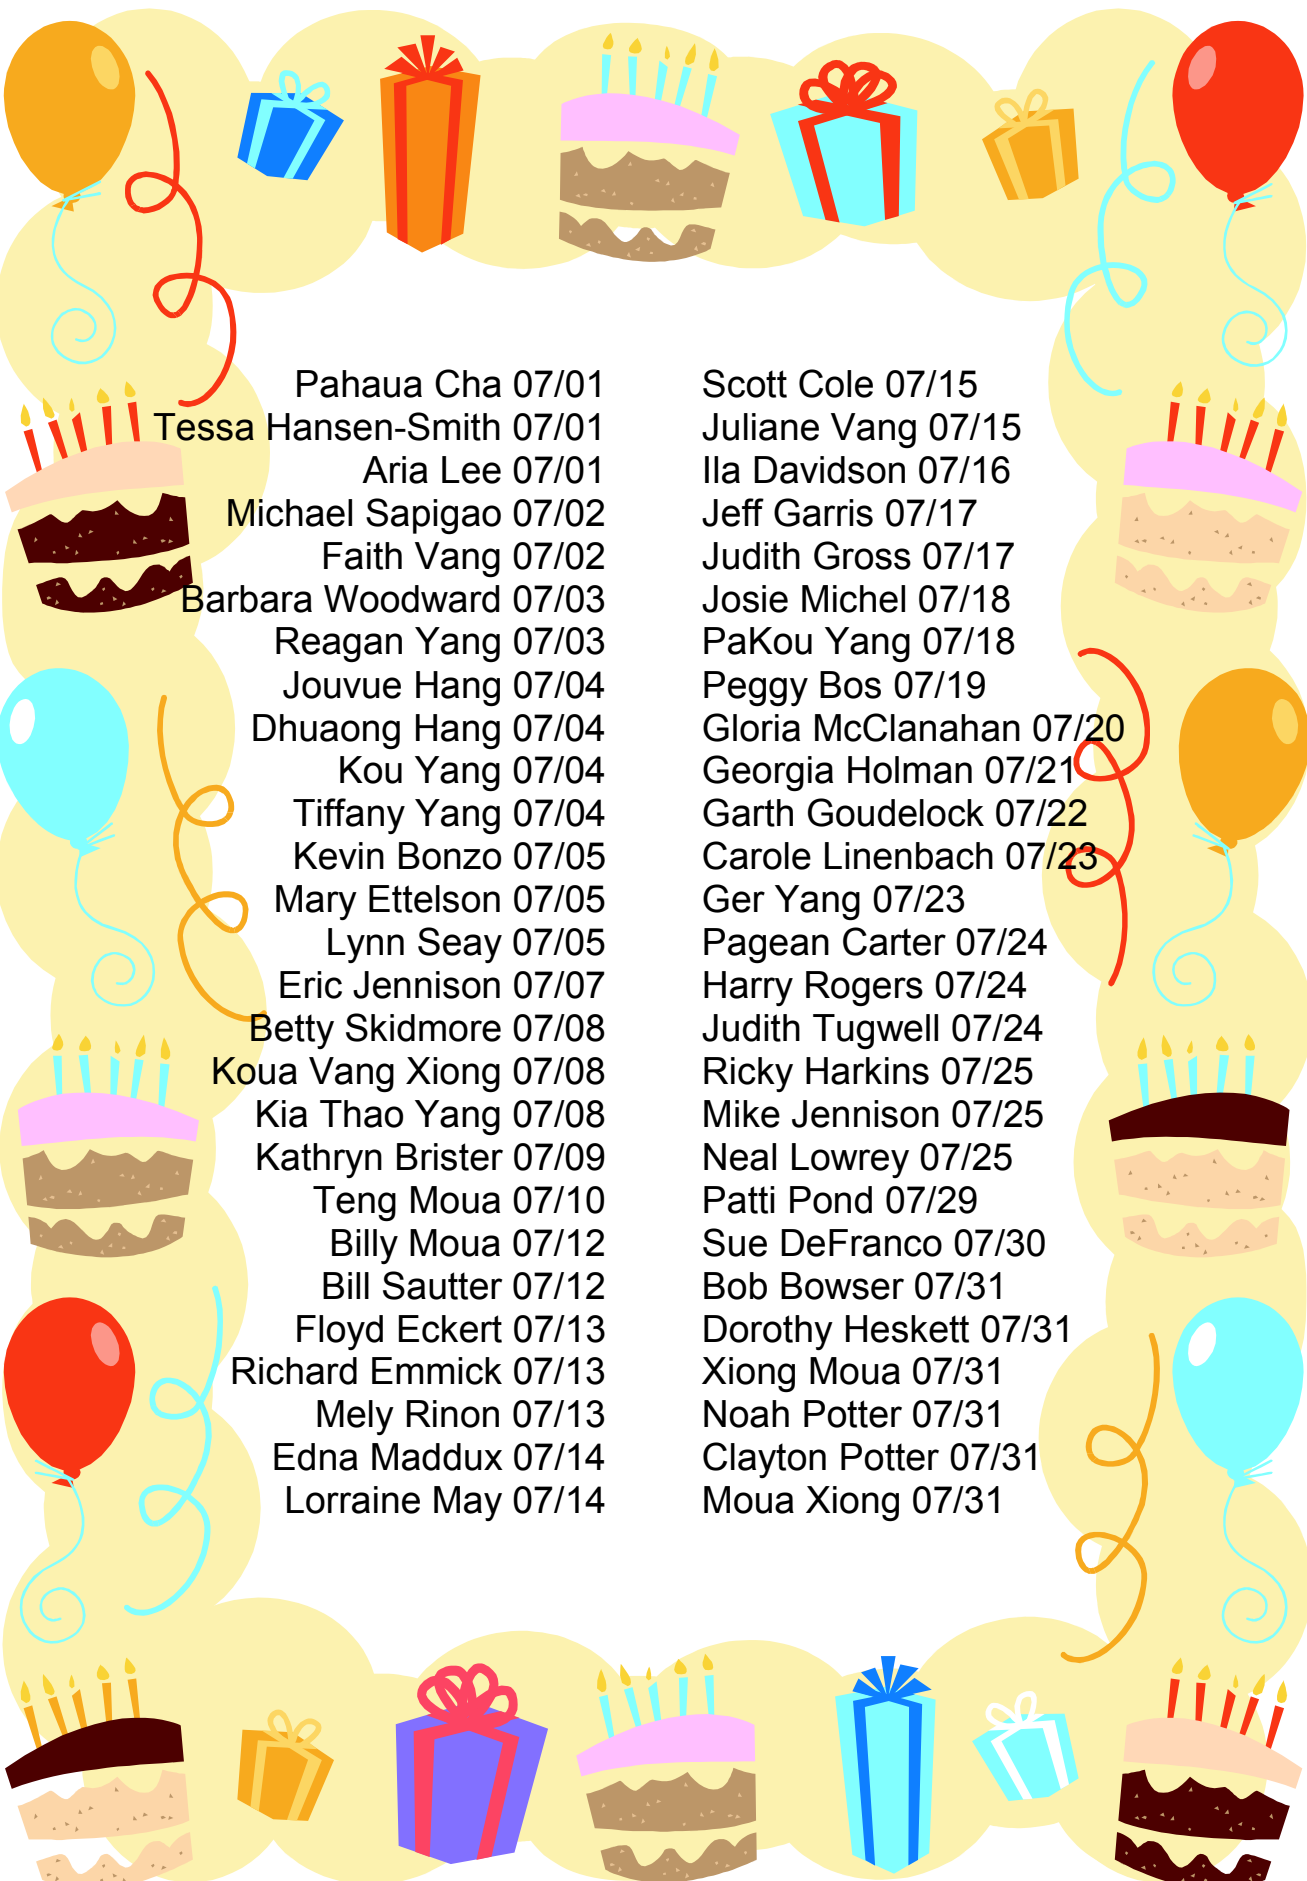 Pahaua Cha 07/01
Tessa Hansen-Smith 07/01
Aria Lee 07/01
Michael Sapigao 07/02
Faith Vang 07/02
Barbara Woodward 07/03
Reagan Yang 07/03
Jouvue Hang 07/04
Dhuaong Hang 07/04
Kou Yang 07/04
Tiffany Yang 07/04
Kevin Bonzo 07/05
Mary Ettelson 07/05
Lynn Seay 07/05
Eric Jennison 07/07
Betty Skidmore 07/08
Koua Vang Xiong 07/08
Kia Thao Yang 07/08
Kathryn Brister 07/09
Teng Moua 07/10
Billy Moua 07/12
Bill Sautter 07/12
Floyd Eckert 07/13
Richard Emmick 07/13
Mely Rinon 07/13
Edna Maddux 07/14
Lorraine May 07/14
Scott Cole 07/15
Juliane Vang 07/15
Ila Davidson 07/16
Jeff Garris 07/17
Judith Gross 07/17
Josie Michel 07/18
PaKou Yang 07/18
Peggy Bos 07/19
Gloria McClanahan 07/20
Georgia Holman 07/21
Garth Goudelock 07/22
Carole Linenbach 07/23
Ger Yang 07/23
Pagean Carter 07/24
Harry Rogers 07/24
Judith Tugwell 07/24
Ricky Harkins 07/25
Mike Jennison 07/25
Neal Lowrey 07/25
Patti Pond 07/29
Sue DeFranco 07/30
Bob Bowser 07/31
Dorothy Heskett 07/31
Xiong Moua 07/31
Noah Potter 07/31
Clayton Potter 07/31
Moua Xiong 07/31